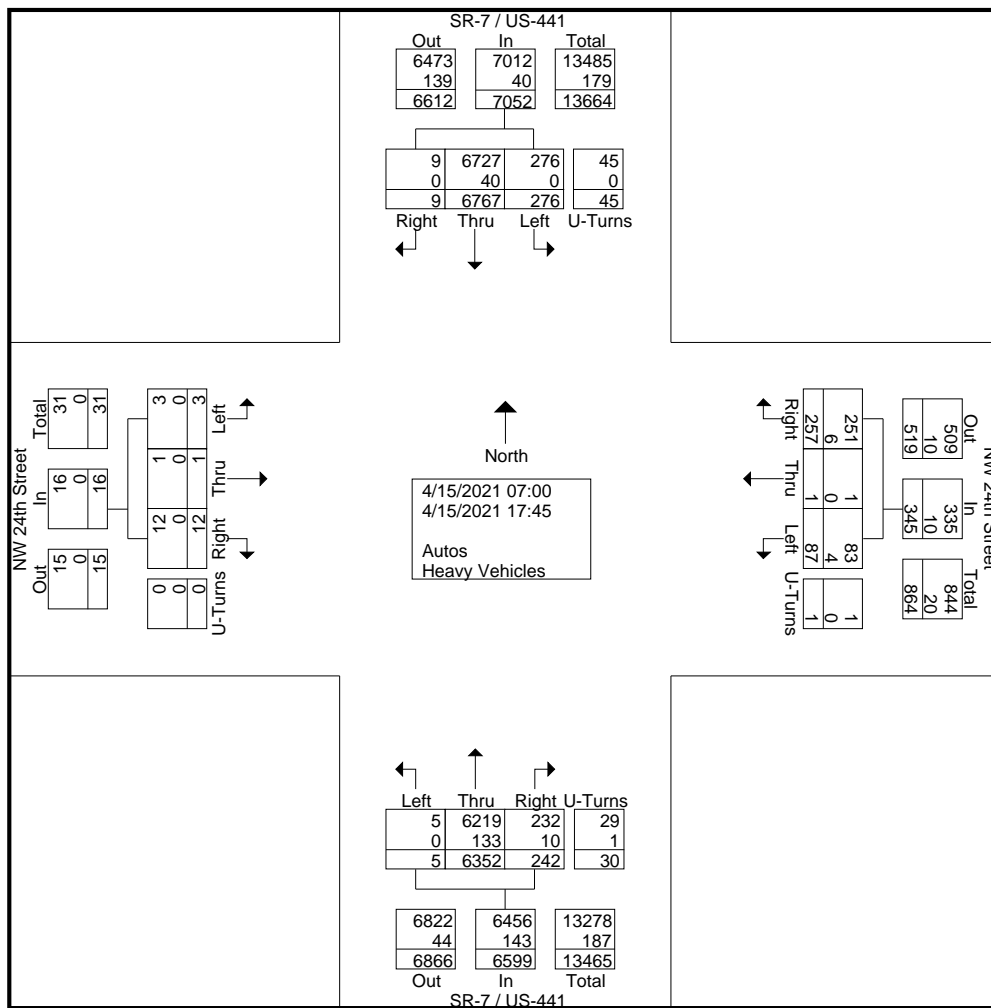 SR-7 / US-441
Out In Total
6473 7012 13485
139 40 179
6612 7052 13664
9 6727 276 45
0 40 0 0
9 6767 276 45
Right Thru Left U-Turns
NW 24th Street
Total In Out
31 16 15
0 0 0
31 16 15
Left Thru Right U-Turns
3 1 12 0
0 0 0 0
3 1 12 0
North
4/15/2021 07:00
4/15/2021 17:45
Autos
Heavy Vehicles
NW 24th Street
Out In Total
509 335 844
10 10 20
519 345 864
251 1 83 1
6 0 4 0
257 1 87 1
Right Thru Left U-Turns
Left Thru Right U-Turns
5 6219 232 29
0 133 10 1
5 6352 242 30
6822 6456 13278
44 143 187
6866 6599 13465
Out In Total
SR-7 / US-441